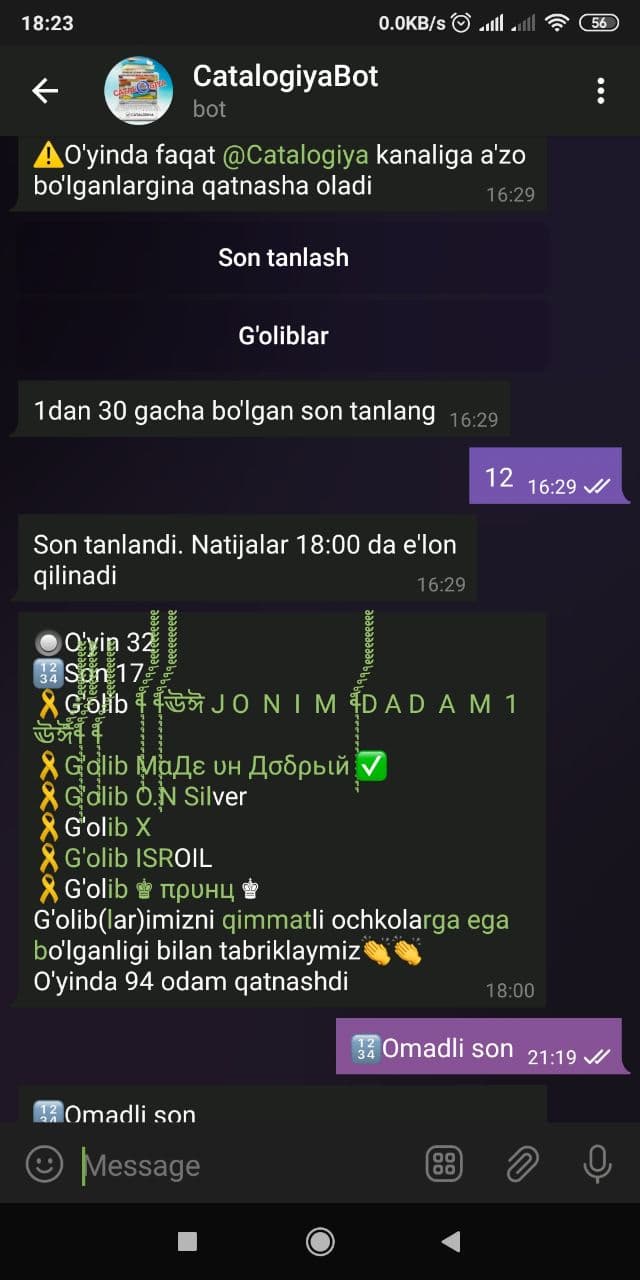 18:23
0.0KB/s
56
CatalogiyaBot
bot
⚠️O'yinda faqat @Catalogiya kanaliga a'zo
bo'lganlargina qatnasha oladi
16:29
Son tanlash
G'oliblar
1dan 30 gacha bo'lgan son tanlang
16:29
12
16:29
Son tanlandi. Natijalar 18:00 da e'lon
qilinadi
16:29
O'yin 32
🔢Son 17
🎗G'olib J O N I M DADAM1
🎗G'olib МаДε υн Доδρыủ ✅
🎗G'olib O.N Silver
🎗G'olib X
🎗G'olib ISROIL
🎗G'olib ♚ принц ♚
G'olib(lar)imizni qimmatli ochkolarga ega
bo'lganligi bilan tabriklaymiz👏👏
O'yinda 94 odam qatnashdi
18:00
🔢Omadli son
21:19
🔢Omadli son
Message